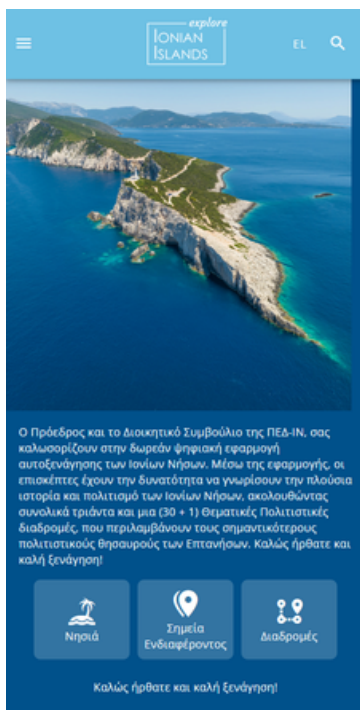 explore
IONIAN
ISLANDS
EL
Ο Πρόεδρος και το Διοικητικό Συμβούλιο της ΠΕΔ-ΙΝ, σας
καλωσορίζουν στην δωρεάν ψηφιακή εφαρμογή
αυτοξενάγησης των Ιονίων Νήσων. Μέσω της εφαρμογής, οι
επισκέπτες έχουν την δυνατότητα να γνωρίσουν την πλούσια
ιστορία και πολιτισμό των Ιονίων Νήσων, ακολουθώντας
συνολικά τριάντα και μια (30 + 1) Θεματικές Πολιτιστικές
διαδρομές, που περιλαμβάνουν τους σημαντικότερους
πολιτιστικούς θησαυρούς των Επτανήσων. Καλώς ήρθατε και
καλή ξενάγηση!
Νησιά
Σημεία
Ενδιαφέροντος
Διαδρομές
Καλώς ήρθατε και καλή ξενάγηση!